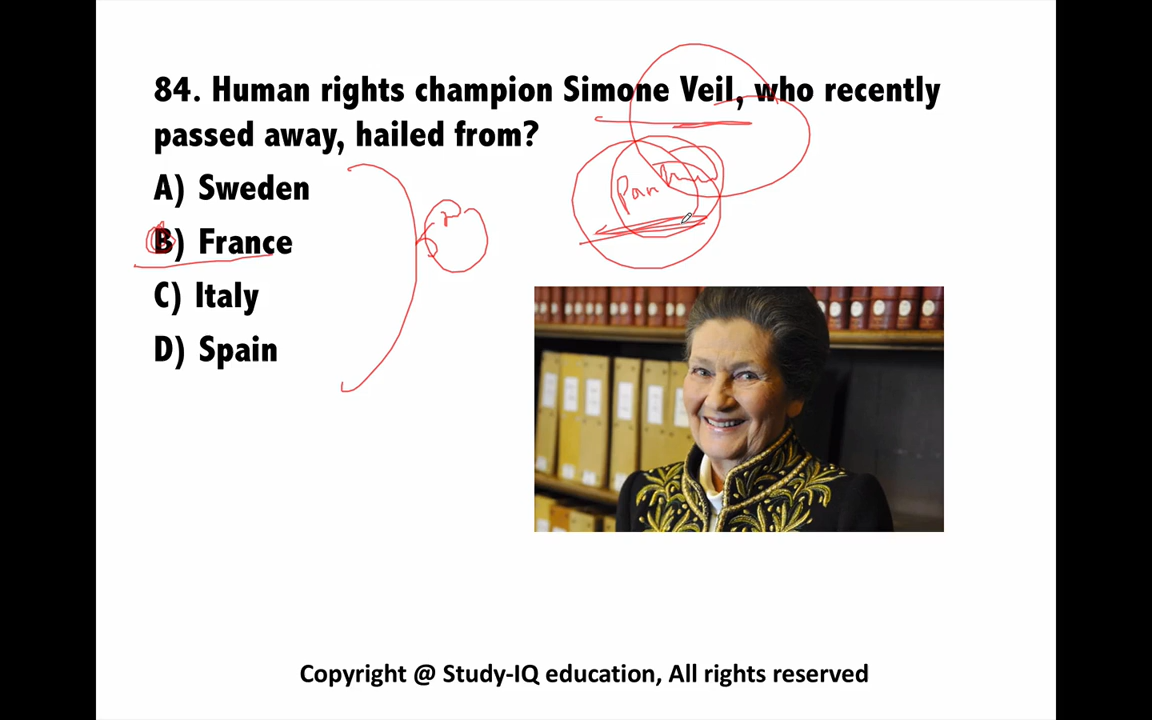 84. Human rights champion Simone Veil, who recently
passed away, hailed from?
A) Sweden
B) France
C) Italy
D) Spain
Copyright @ Study-IQ education, All rights reserved